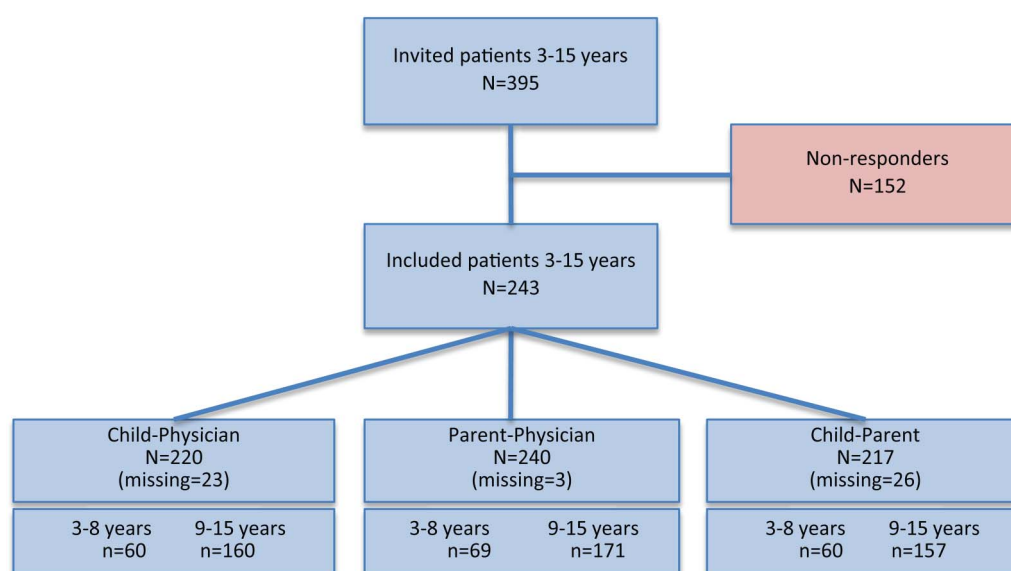 Invited patients 3-15 years
N=395
Non-responders
N=152
Included patients 3-15 years
N=243
Child-Physician
N=220
(missing=23)
3-8 years 9-15 years
n=60 n=160
Parent-Physician
N=240
(missing=3)
3-8 years 9-15 years
n=69 n=171
Child-Parent
N=217
(missing=26)
3-8 years 9-15 years
n=60 n=157